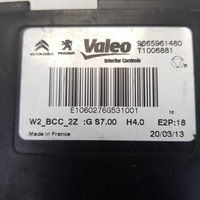 Valeo
Interior Controls
9665961480
T1006881
CITROËN
PEUGEOT
E1060276G531001
W2_BCC_2Z :G S7.00 H4.0 E2P:18
Made in France
20/03/13